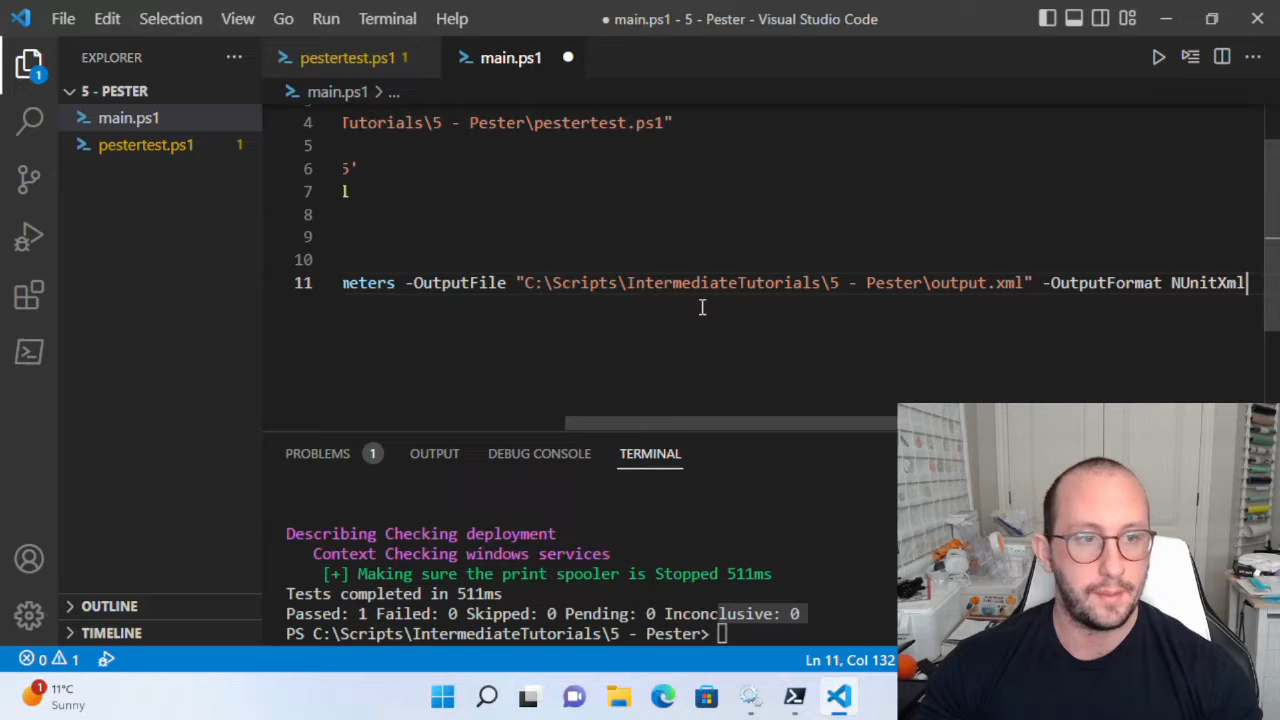 File Edit Selection View Go Run Terminal Help
● main.ps1 - 5 - Pester - Visual Studio Code
EXPLORER
pestertest.ps1 1
main.ps1
5 - PESTER
main.ps1 > ...
main.ps1
pestertest.ps1 1
1
4 Tutorials\5 - Pester\pestertest.ps1"
5
6 5'
7 l
8
9
10
11 meters -OutputFile "C:\Scripts\IntermediateTutorials\5 - Pester\output.xml" -OutputFormat NUnitXml
PROBLEMS 1 OUTPUT DEBUG CONSOLE TERMINAL
Describing Checking deployment
Context Checking windows services
[+] Making sure the print spooler is Stopped 511ms
Tests completed in 511ms
Passed: 1 Failed: 0 Skipped: 0 Pending: 0 Inconclusive: 0
PS C:\Scripts\IntermediateTutorials\5 - Pester>
OUTLINE
TIMELINE
0 1
Ln 11, Col 132
1
11°C
Sunny